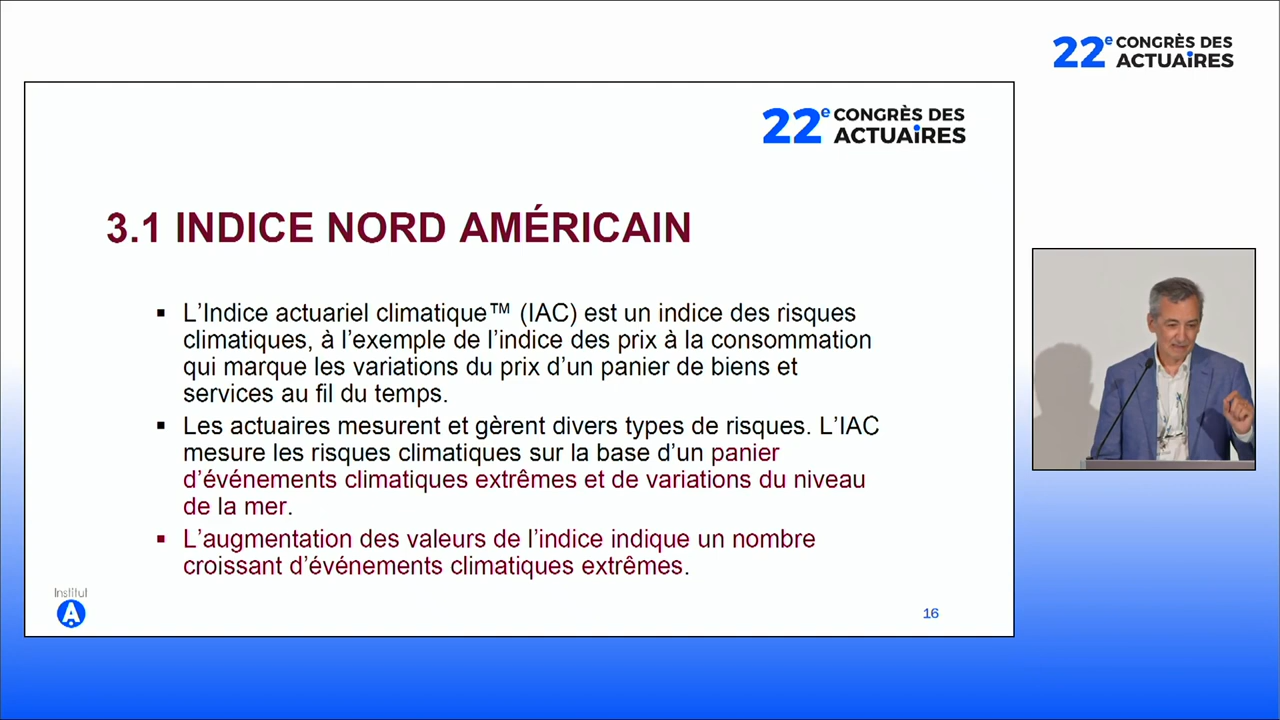 22e CONGRÈS DES
ACTUAIRES
22e CONGRÈS DES
ACTUAIRES
3.1 INDICE NORD AMÉRICAIN
▪ L’Indice actuariel climatique™ (IAC) est un indice des risques
climatiques, à l’exemple de l’indice des prix à la consommation
qui marque les variations du prix d’un panier de biens et
services au fil du temps.
▪ Les actuaires mesurent et gèrent divers types de risques. L’IAC
mesure les risques climatiques sur la base d’un panier
d’événements climatiques extrêmes et de variations du niveau
de la mer.
▪ L’augmentation des valeurs de l’indice indique un nombre
croissant d’événements climatiques extrêmes.
Institut
A
16